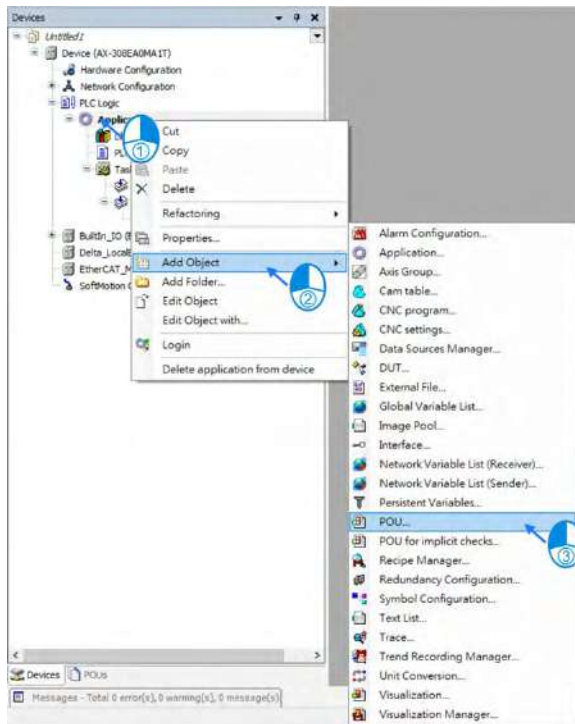 Devices
Untitled1
Device (AX-308EA0MA1T)
Hardware Configuration
Network Configuration
PLC Logic
Applic
①
Cut
Copy
Paste
Tas
Delete
Refactoring
BuiltIn_IO (
Properties...
Delta_Local
Add Object
②
EtherCAT_M
Add Folder...
SoftMotion
Edit Object
Edit Object with...
Login
Delete application from device
Alarm Configuration...
Application...
Axis Group...
Cam table...
CNC program...
CNC settings...
Data Sources Manager...
DUT...
External File...
Global Variable List...
Image Pool...
Interface...
Network Variable List (Receiver)...
Network Variable List (Sender)...
Persistent Variables...
POU...
③
POU for implicit checks...
Recipe Manager...
Redundancy Configuration...
Symbol Configuration...
Text List...
Trace...
Trend Recording Manager...
Unit Conversion...
Visualization...
Visualization Manager...
Devices POUs
Messages - Total 0 error(s), 0 warning(s), 0 message(s)